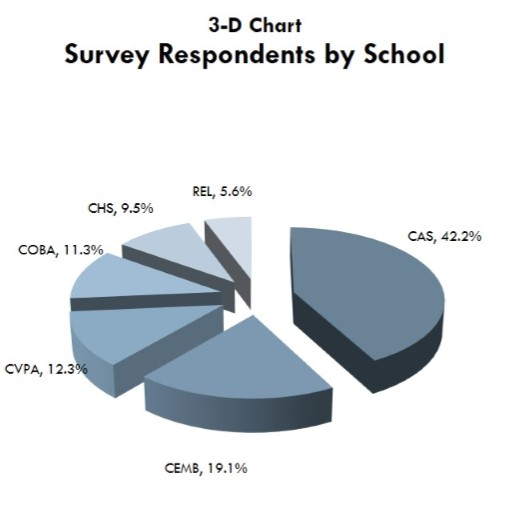 3-D Chart
Survey Respondents by School
REL, 5.6%
CHS, 9.5%
CAS, 42.2%
COBA, 11.3%
CVPA, 12.3%
CEMB, 19.1%